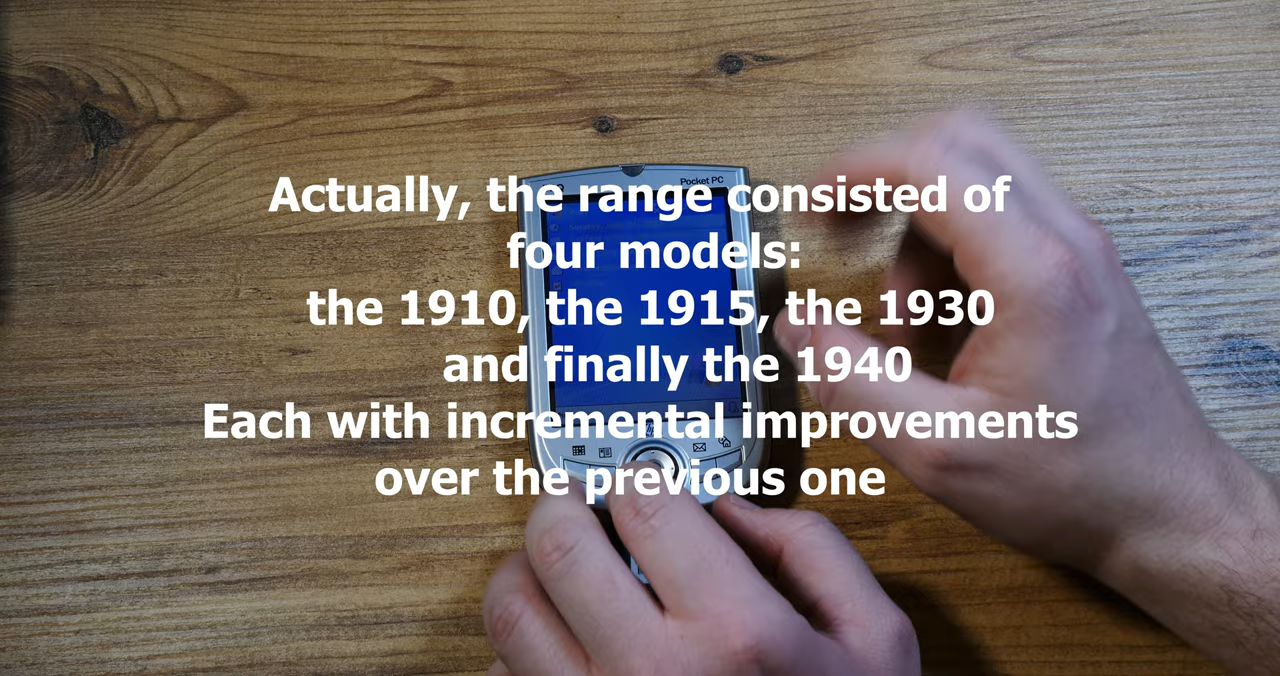 Pocket PC
Actually, the range consisted of
four models:
the 1910, the 1915, the 1930
and finally the 1940
Each with incremental improvements
over the previous one